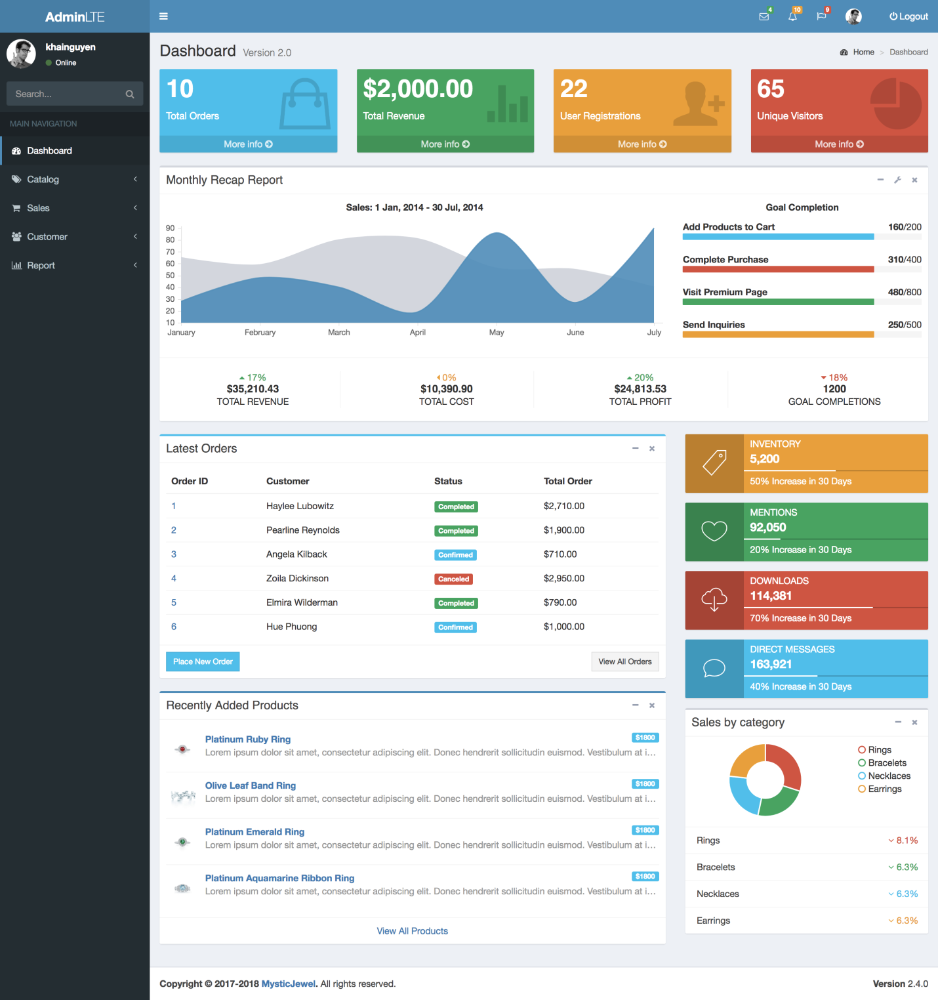 AdminLTE
4
10
9
Logout
khainguyen
Online
Search...
MAIN NAVIGATION
Dashboard
Catalog
Sales
Customer
Report
Dashboard Version 2.0
Home > Dashboard
10
Total Orders
More info
$2,000.00
Total Revenue
More info
22
User Registrations
More info
65
Unique Visitors
More info
Monthly Recap Report
Sales: 1 Jan, 2014 - 30 Jul, 2014
90
80
70
60
50
40
30
20
10
January February March April May June July
Goal Completion
Add Products to Cart 160/200
Complete Purchase 310/400
Visit Premium Page 480/800
Send Inquiries 250/500
17%
$35,210.43
TOTAL REVENUE
0%
$10,390.90
TOTAL COST
20%
$24,813.53
TOTAL PROFIT
18%
1200
GOAL COMPLETIONS
Latest Orders
Order ID Customer Status Total Order
1 Haylee Lubowitz Completed $2,710.00
2 Pearline Reynolds Completed $1,900.00
3 Angela Kilback Confirmed $710.00
4 Zoila Dickinson Canceled $2,950.00
5 Elmira Wilderman Completed $790.00
6 Hue Phuong Confirmed $1,000.00
Place New Order View All Orders
Recently Added Products
Platinum Ruby Ring $1800
Lorem ipsum dolor sit amet, consectetur adipiscing elit. Donec hendrerit sollicitudin euismod. Vestibulum at i...
Olive Leaf Band Ring $1800
Lorem ipsum dolor sit amet, consectetur adipiscing elit. Donec hendrerit sollicitudin euismod. Vestibulum at i...
Platinum Emerald Ring $1800
Lorem ipsum dolor sit amet, consectetur adipiscing elit. Donec hendrerit sollicitudin euismod. Vestibulum at i...
Platinum Aquamarine Ribbon Ring $1800
Lorem ipsum dolor sit amet, consectetur adipiscing elit. Donec hendrerit sollicitudin euismod. Vestibulum at i...
View All Products
INVENTORY
5,200
50% Increase in 30 Days
MENTIONS
92,050
20% Increase in 30 Days
DOWNLOADS
114,381
70% Increase in 30 Days
DIRECT MESSAGES
163,921
40% Increase in 30 Days
Sales by category
Rings
Bracelets
Necklaces
Earrings
Rings 8.1%
Bracelets 6.3%
Necklaces 6.3%
Earrings 6.3%
Copyright © 2017-2018 MysticJewel. All rights reserved.
Version 2.4.0